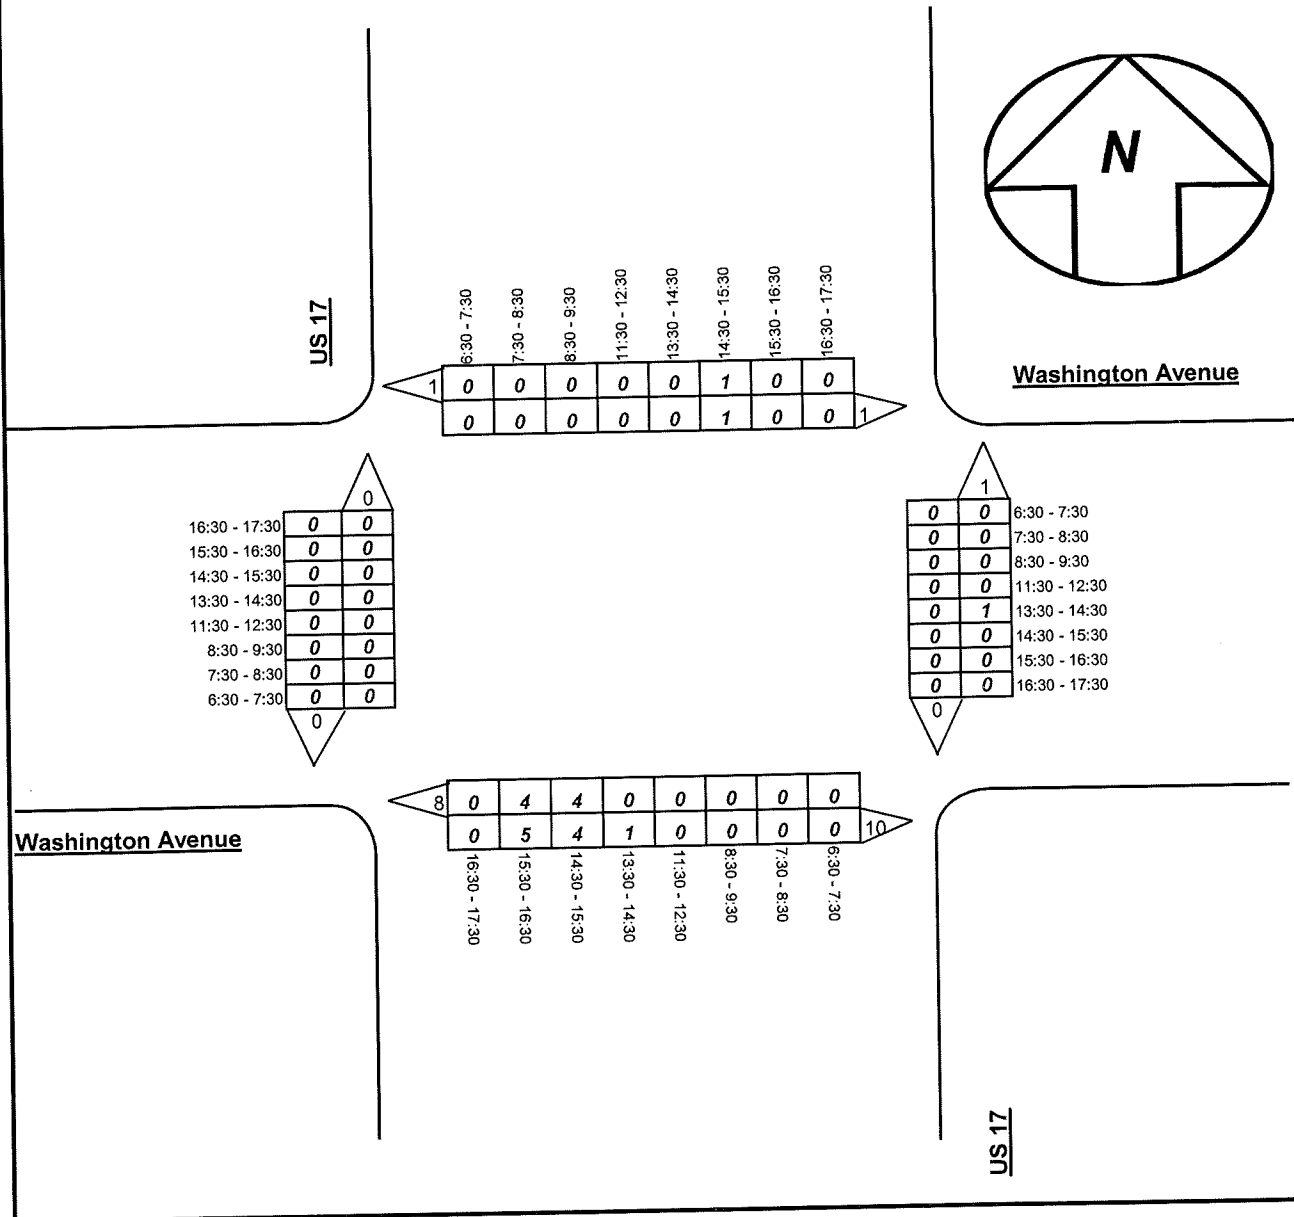 N
US 17
6:30 - 7:30
7:30 - 8:30
8:30 - 9:30
11:30 - 12:30
13:30 - 14:30
14:30 - 15:30
15:30 - 16:30
16:30 - 17:30
Washington Avenue
1 0 0 0 0 0 1 0 0
0 0 0 0 0 1 0 0 1
0
16:30 - 17:30 0 0
15:30 - 16:30 0 0
14:30 - 15:30 0 0
13:30 - 14:30 0 0
11:30 - 12:30 0 0
8:30 - 9:30 0 0
7:30 - 8:30 0 0
6:30 - 7:30 0 0
0
1
0 0 6:30 - 7:30
0 0 7:30 - 8:30
0 0 8:30 - 9:30
0 0 11:30 - 12:30
0 1 13:30 - 14:30
0 0 14:30 - 15:30
0 0 15:30 - 16:30
0 0 16:30 - 17:30
0
8 0 4 4 0 0 0 0 0
0 5 4 1 0 0 0 0 10
Washington Avenue
16:30 - 17:30
15:30 - 16:30
14:30 - 15:30
13:30 - 14:30
11:30 - 12:30
8:30 - 9:30
7:30 - 8:30
6:30 - 7:30
US 17